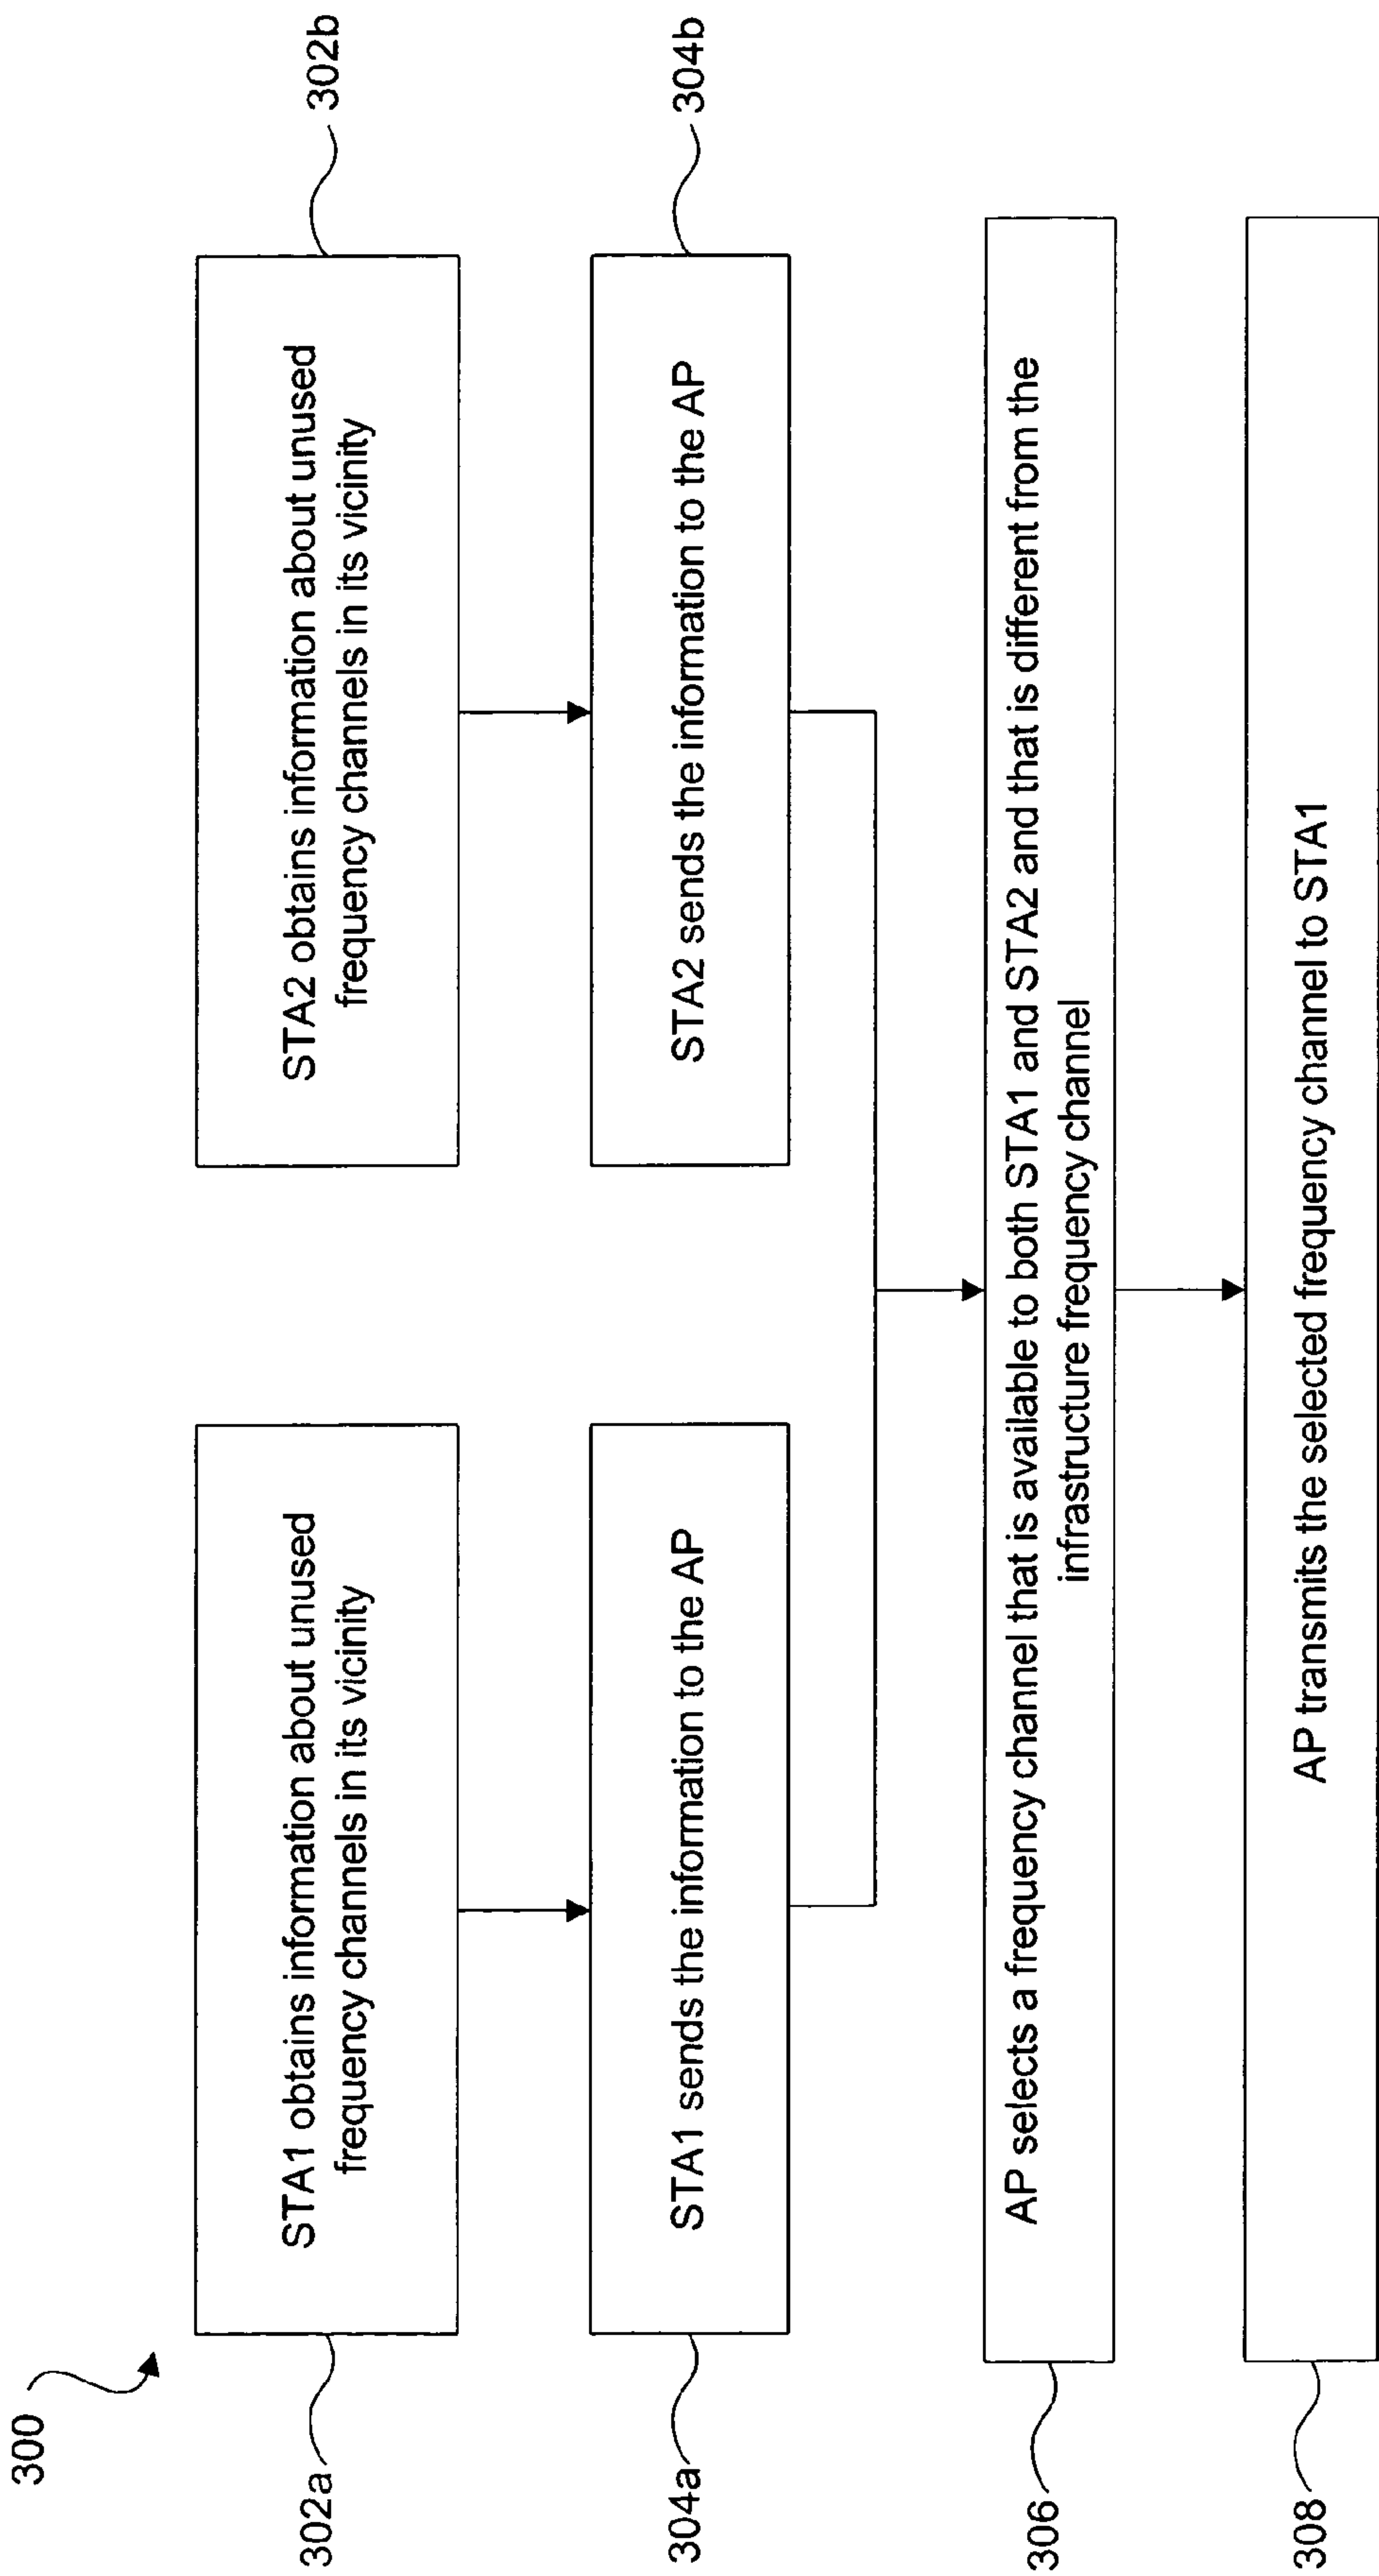 300
302a
STA1 obtains information about unused
frequency channels in its vicinity
STA2 obtains information about unused
frequency channels in its vicinity
302b
304a
STA1 sends the information to the AP
STA2 sends the information to the AP
304b
306
AP selects a frequency channel that is available to both STA1 and STA2 and that is different from the
infrastructure frequency channel
308
AP transmits the selected frequency channel to STA1